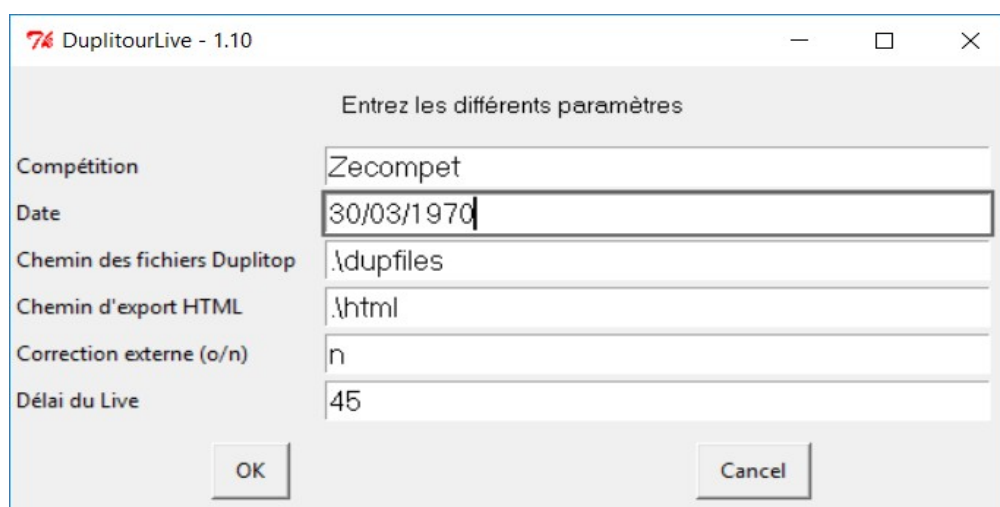 DuplitourLive - 1.10
Entrez les différents paramètres
Compétition Zecompet
Date 30/03/1970
Chemin des fichiers Duplitop .\dupfiles
Chemin d'export HTML .\html
Correction externe (o/n) n
Délai du Live 45
OK Cancel